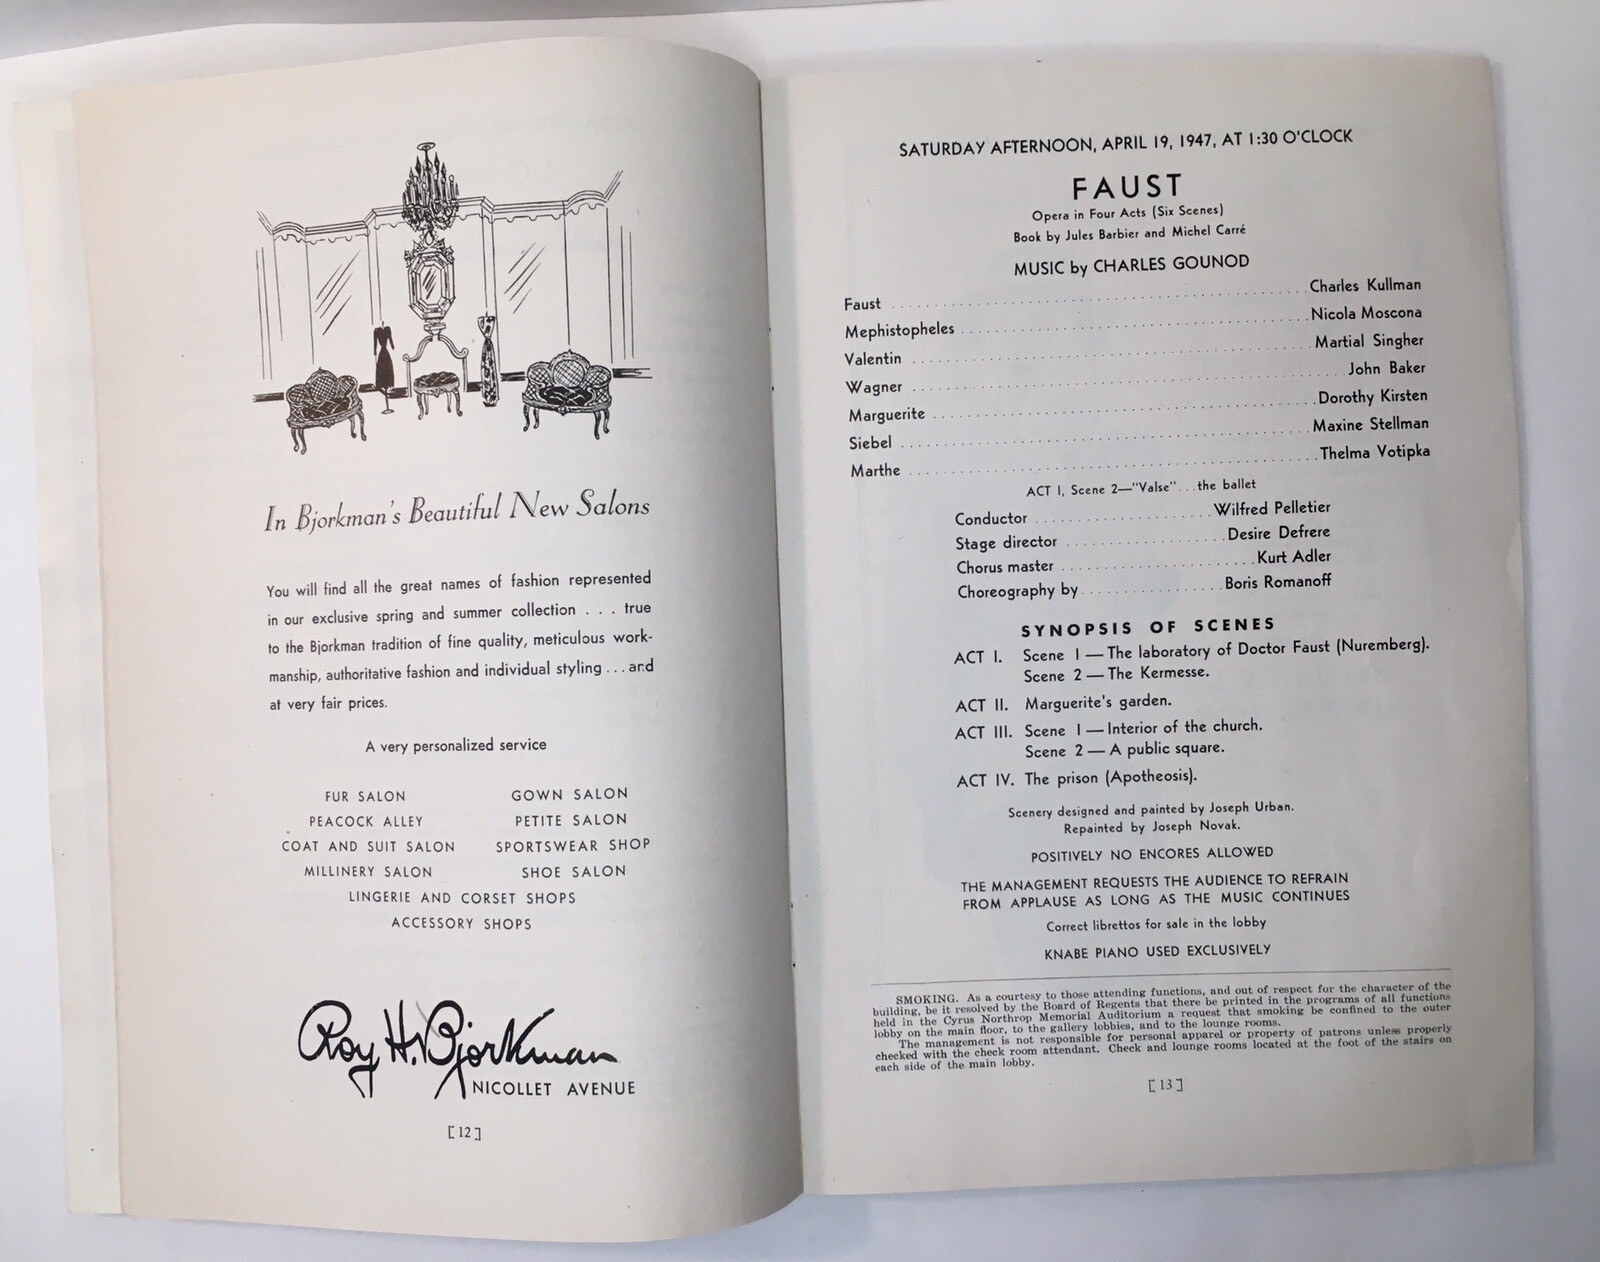 In Bjorkman's Beautiful New Salons
You will find all the great names of fashion represented
in our exclusive spring and summer collection . . . true
to the Bjorkman tradition of fine quality, meticulous work-
manship, authoritative fashion and individual styling . . . and
at very fair prices.
A very personalized service
FUR SALON GOWN SALON
PEACOCK ALLEY PETITE SALON
COAT AND SUIT SALON SPORTSWEAR SHOP
MILLINERY SALON SHOE SALON
LINGERIE AND CORSET SHOPS
ACCESSORY SHOPS
Roy H. Bjorkman
NICOLLET AVENUE
[12]
SATURDAY AFTERNOON, APRIL 19, 1947, AT 1:30 O'CLOCK
FAUST
Opera in Four Acts (Six Scenes)
Book by Jules Barbier and Michel Carré
MUSIC by CHARLES GOUNOD
Faust . . . . . Charles Kullman
Mephistopheles . . . . . Nicola Moscona
Valentin . . . . . Martial Singher
Wagner . . . . . John Baker
Marguerite . . . . . Dorothy Kirsten
Siebel . . . . . Maxine Stellman
Marthe . . . . . Thelma Votipka
ACT I, Scene 2—"Valse" . . . the ballet
Conductor . . . . . Wilfred Pelletier
Stage director . . . . . Desire Defrere
Chorus master . . . . . Kurt Adler
Choreography by . . . . . Boris Romanoff
SYNOPSIS OF SCENES
ACT I. Scene 1 — The laboratory of Doctor Faust (Nuremberg).
Scene 2 — The Kermesse.
ACT II. Marguerite's garden.
ACT III. Scene 1 — Interior of the church.
Scene 2 — A public square.
ACT IV. The prison (Apotheosis).
Scenery designed and painted by Joseph Urban.
Repainted by Joseph Novak.
POSITIVELY NO ENCORES ALLOWED
THE MANAGEMENT REQUESTS THE AUDIENCE TO REFRAIN
FROM APPLAUSE AS LONG AS THE MUSIC CONTINUES
Correct librettos for sale in the lobby
KNABE PIANO USED EXCLUSIVELY
SMOKING. As a courtesy to those attending functions, and out of respect for the character of the
building, be it resolved by the Board of Regents that there be printed in the programs of all functions
held in the Cyrus Northrop Memorial Auditorium a request that smoking be confined to the outer
lobby on the main floor, to the gallery lobbies, and to the lounge rooms.
The management is not responsible for personal apparel or property of patrons unless properly
checked with the check room attendant. Check and lounge rooms located at the foot of the stairs on
each side of the main lobby.
[13]